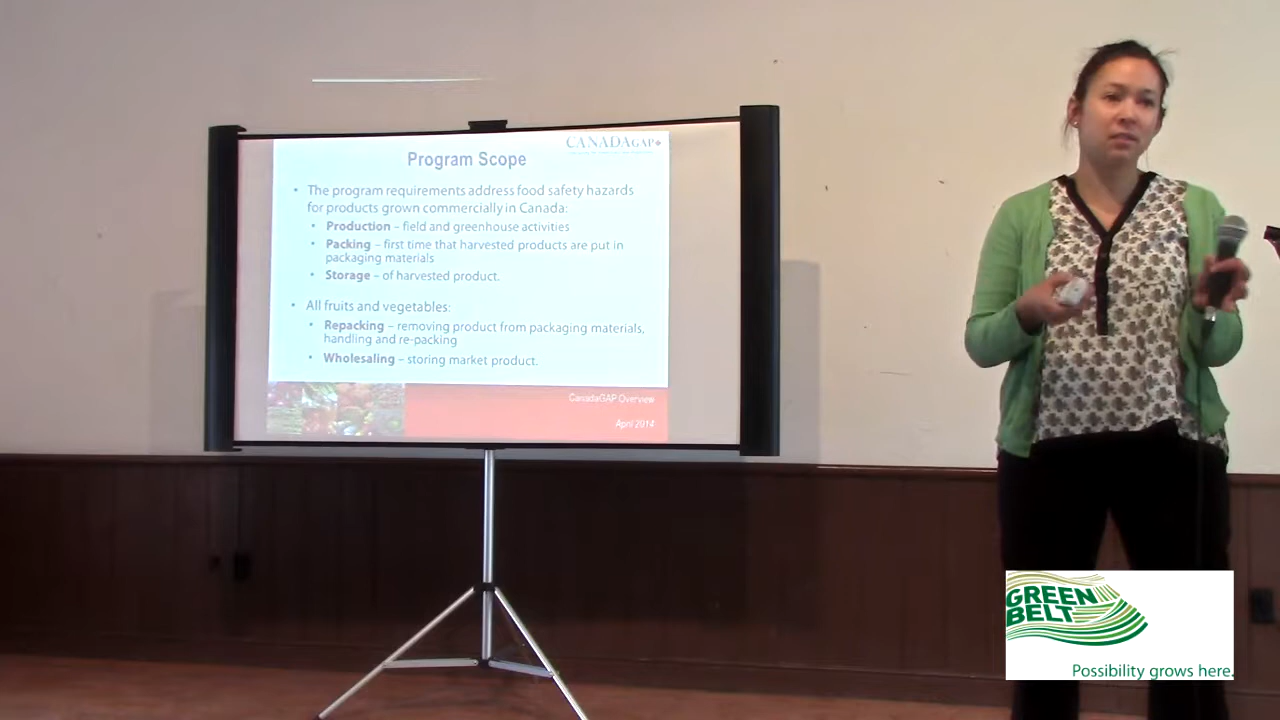 CANADAGAP
Program Scope
• The program requirements address food safety hazards
for products grown commercially in Canada:
• Production – field and greenhouse activities
• Packing – first time that harvested products are put in
packaging materials
• Storage – of harvested product.
• All fruits and vegetables:
• Repacking – removing product from packaging materials,
handling and re-packing
• Wholesaling – storing market product.
CanadaGAP Overview
April 2014
GREEN
BELT
Possibility grows here.